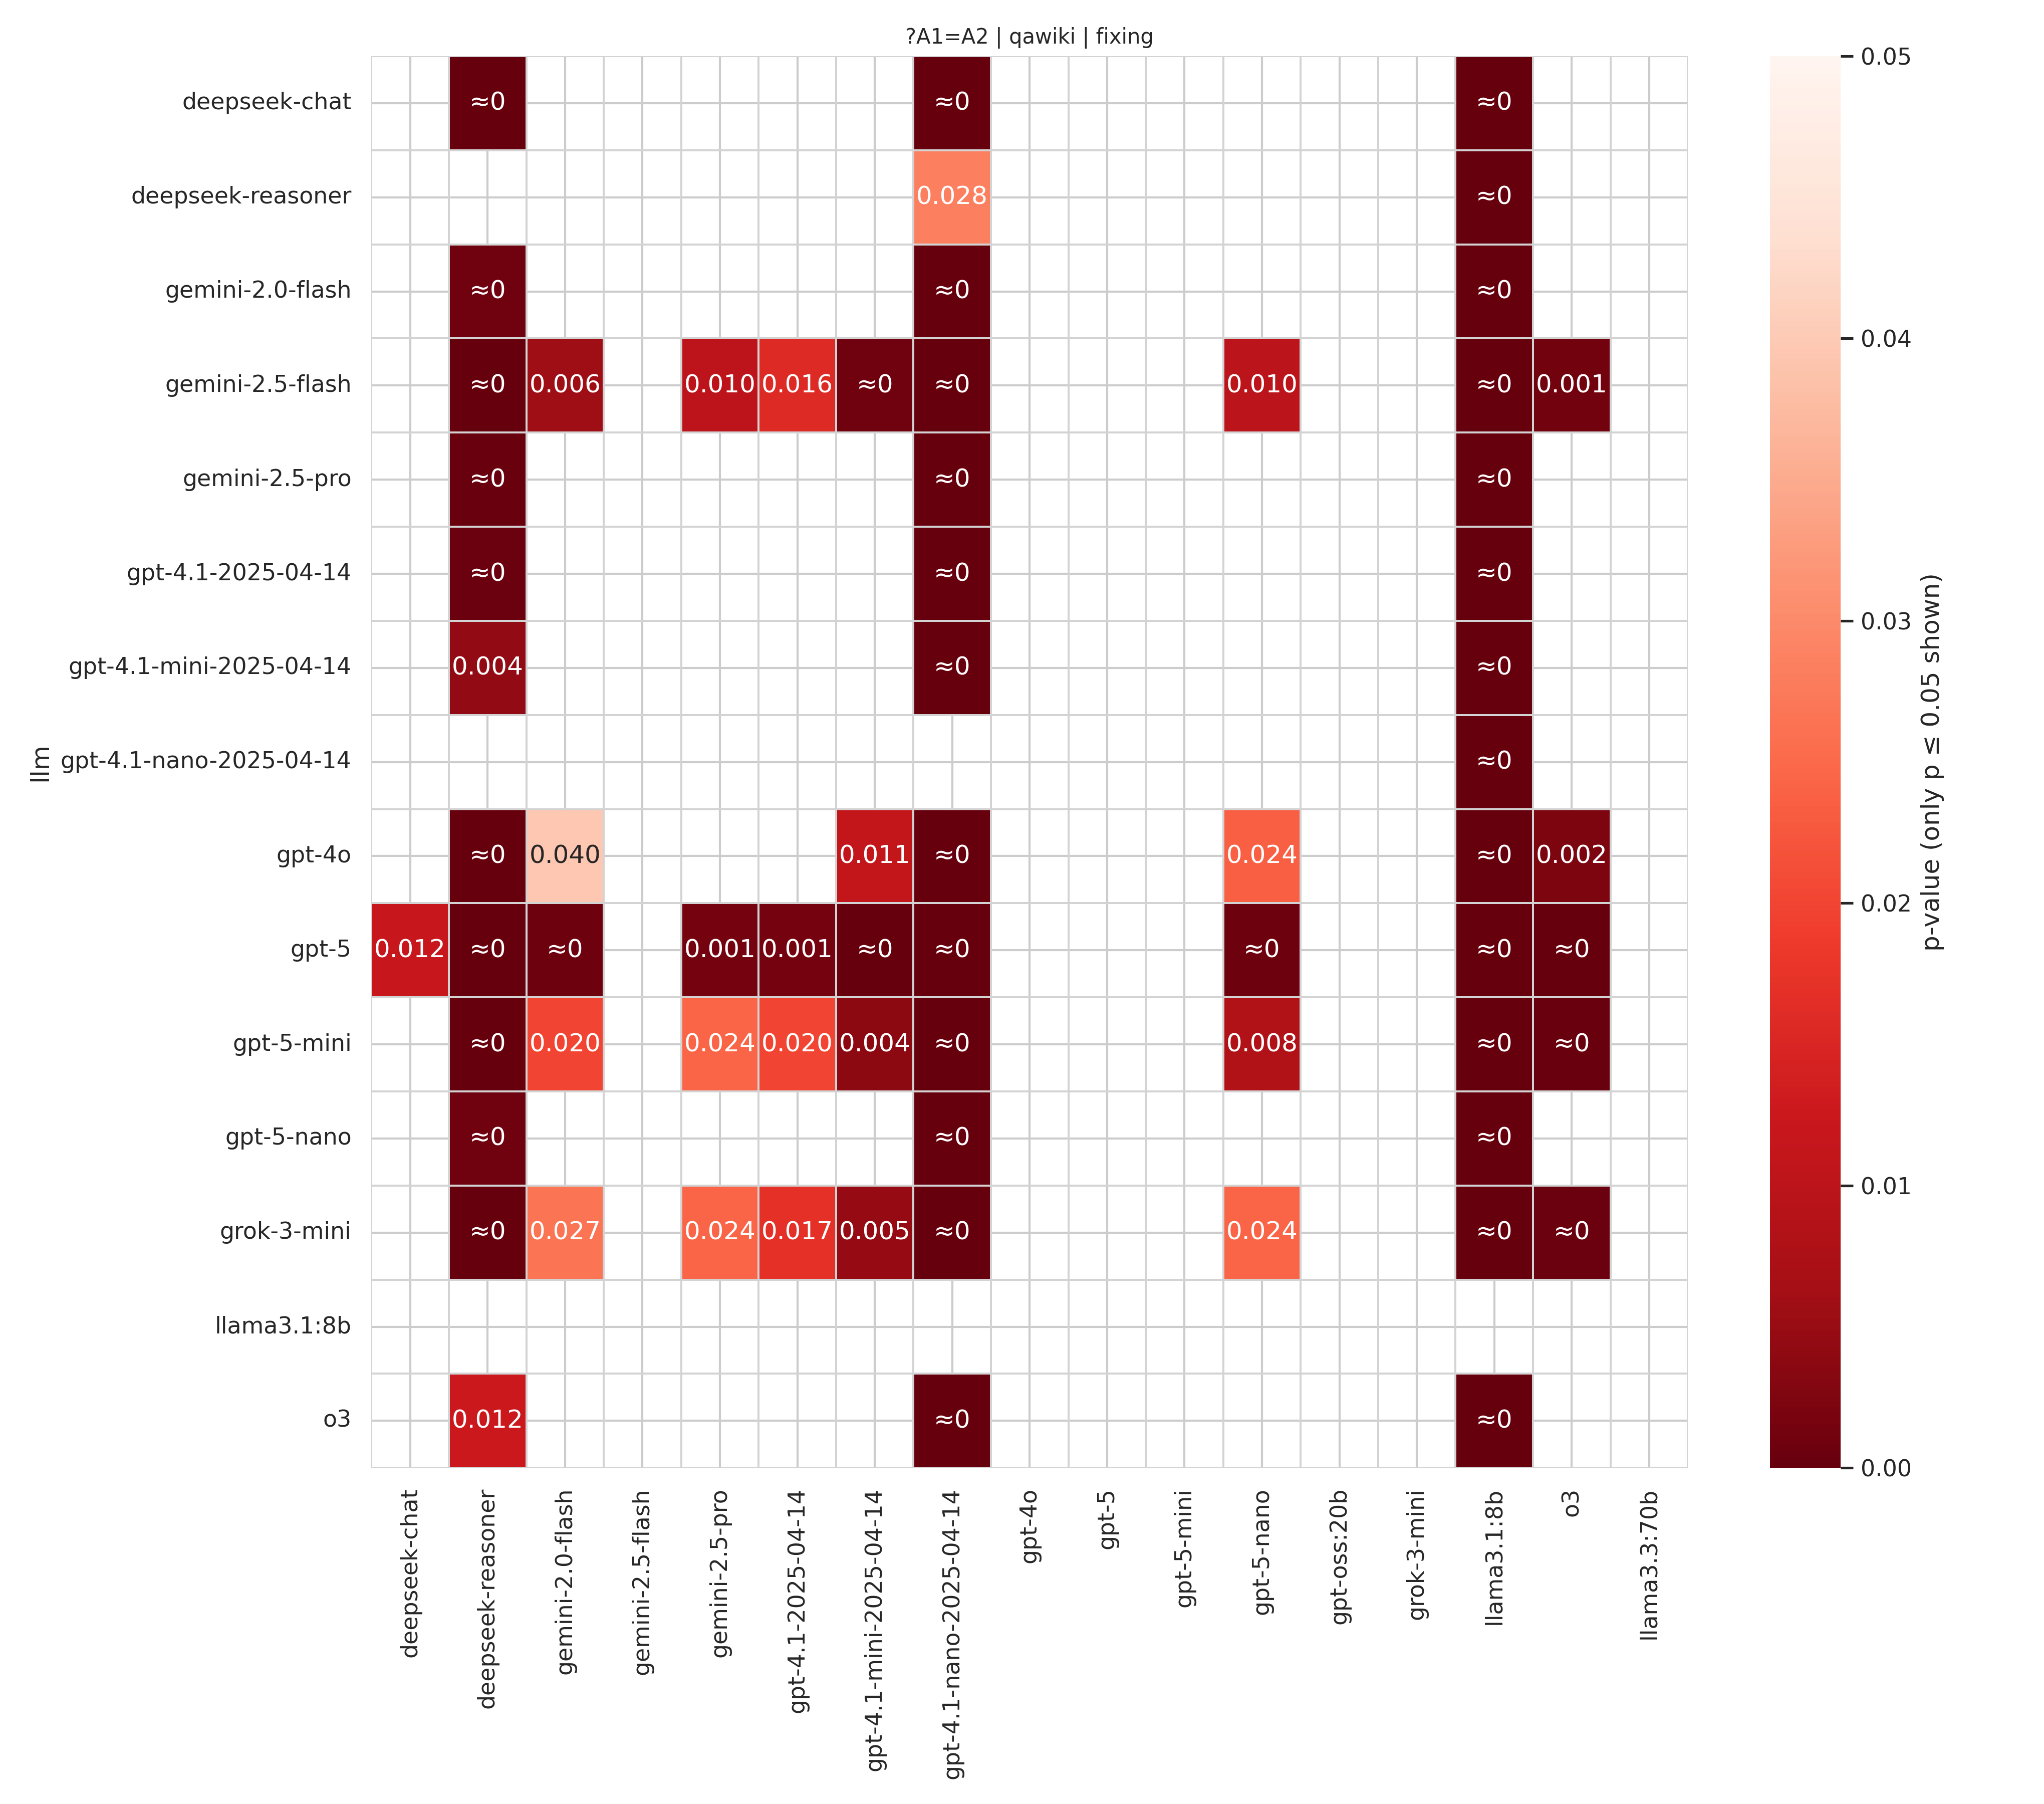 ?A1=A2 | qawiki | fixing
deepseek-chat ≈0 ≈0 ≈0
deepseek-reasoner 0.028 ≈0
gemini-2.0-flash ≈0 ≈0 ≈0
gemini-2.5-flash ≈0 0.006 0.010 0.016 ≈0 ≈0 0.010 ≈0 0.001
gemini-2.5-pro ≈0 ≈0 ≈0
gpt-4.1-2025-04-14 ≈0 ≈0 ≈0
gpt-4.1-mini-2025-04-14 0.004 ≈0 ≈0
gpt-4.1-nano-2025-04-14 ≈0
gpt-4o ≈0 0.040 0.011 ≈0 0.024 ≈0 0.002
gpt-5 0.012 ≈0 ≈0 0.001 0.001 ≈0 ≈0 ≈0 ≈0 ≈0
gpt-5-mini ≈0 0.020 0.024 0.020 0.004 ≈0 0.008 ≈0 ≈0
gpt-5-nano ≈0 ≈0 ≈0
grok-3-mini ≈0 0.027 0.024 0.017 0.005 ≈0 0.024 ≈0 ≈0
llama3.1:8b
o3 0.012 ≈0 ≈0
llm
deepseek-chat
deepseek-reasoner
gemini-2.0-flash
gemini-2.5-flash
gemini-2.5-pro
gpt-4.1-2025-04-14
gpt-4.1-mini-2025-04-14
gpt-4.1-nano-2025-04-14
gpt-4o
gpt-5
gpt-5-mini
gpt-5-nano
gpt-oss:20b
grok-3-mini
llama3.1:8b
o3
llama3.3:70b
0.05
0.04
0.03
0.02
0.01
0.00
p-value (only p ≤ 0.05 shown)